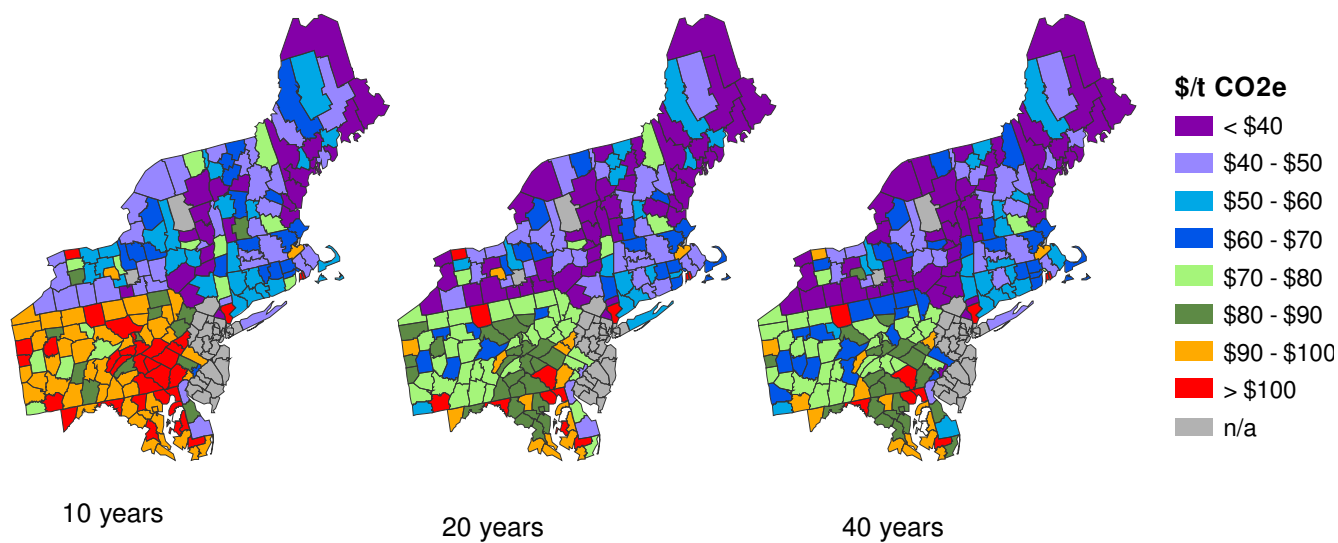 $/t CO2e
< $40
$40 - $50
$50 - $60
$60 - $70
$70 - $80
$80 - $90
$90 - $100
> $100
n/a
10 years
20 years
40 years